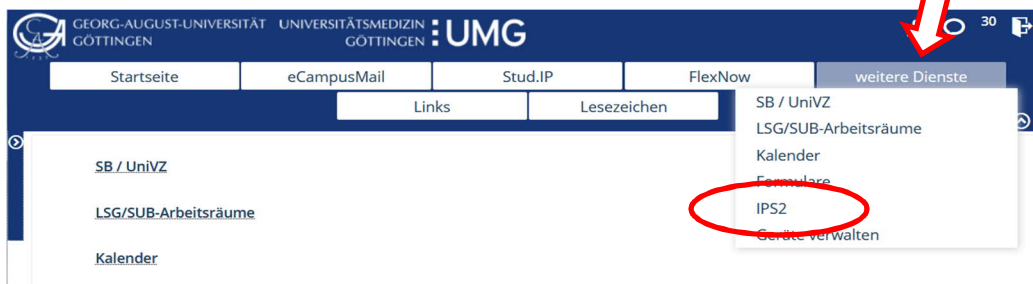 GEORG-AUGUST-UNIVERSITÄT UNIVERSITÄTSMEDIZIN UMG
GÖTTINGEN GÖTTINGEN
30
Startseite eCampusMail Stud.IP FlexNow weitere Dienste
Links Lesezeichen
SB / UniVZ
LSG/SUB-Arbeitsräume
Kalender
Formulare
IPS2
Geräte verwalten
SB / UniVZ
LSG/SUB-Arbeitsräume
Kalender